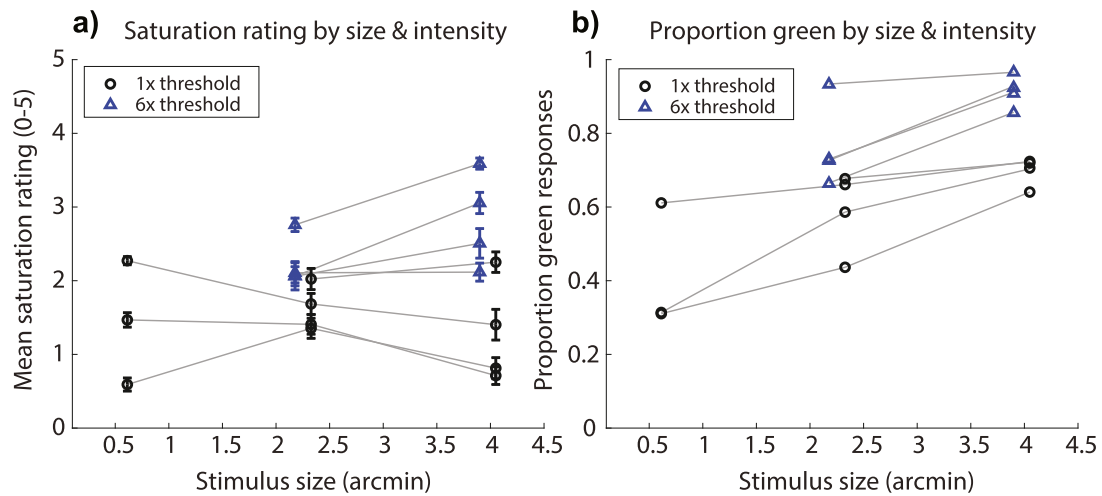 a) Saturation rating by size & intensity
5
4
3
2
1
0
Mean saturation rating (0-5)
1x threshold
6x threshold
0.5 1 1.5 2 2.5 3 3.5 4 4.5
Stimulus size (arcmin)
b) Proportion green by size & intensity
1
0.8
0.6
0.4
0.2
0
Proportion green responses
1x threshold
6x threshold
0.5 1 1.5 2 2.5 3 3.5 4 4.5
Stimulus size (arcmin)